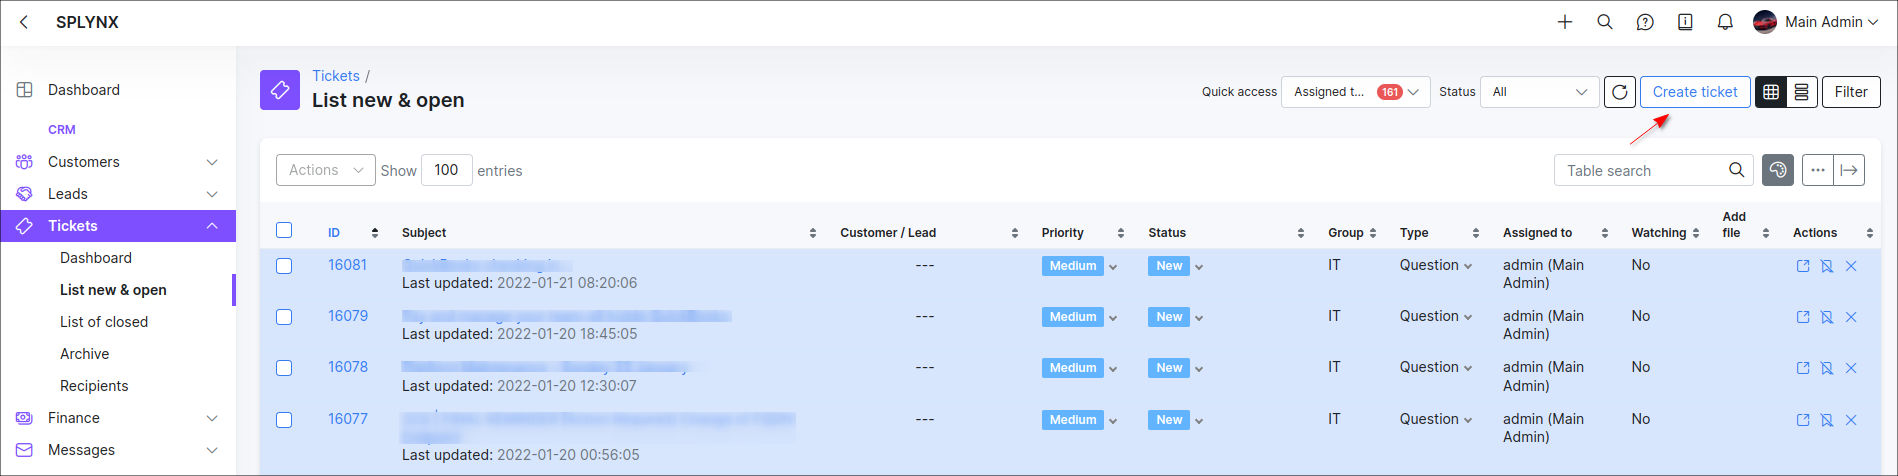 SPLYNX
Main Admin
Dashboard
CRM
Customers
Leads
Tickets
Dashboard
List new & open
List of closed
Archive
Recipients
Finance
Messages
Tickets /
List new & open
Quick access Assigned t... 161 Status All Create ticket Filter
Actions Show 100 entries Table search
ID Subject Customer / Lead Priority Status Group Type Assigned to Watching Add file Actions
16081 --- Medium New IT Question admin (Main Admin) No
Last updated: 2022-01-21 08:20:06
16079 --- Medium New IT Question admin (Main Admin) No
Last updated: 2022-01-20 18:45:05
16078 --- Medium New IT Question admin (Main Admin) No
Last updated: 2022-01-20 12:30:07
16077 --- Medium New IT Question admin (Main Admin) No
Last updated: 2022-01-20 00:56:05